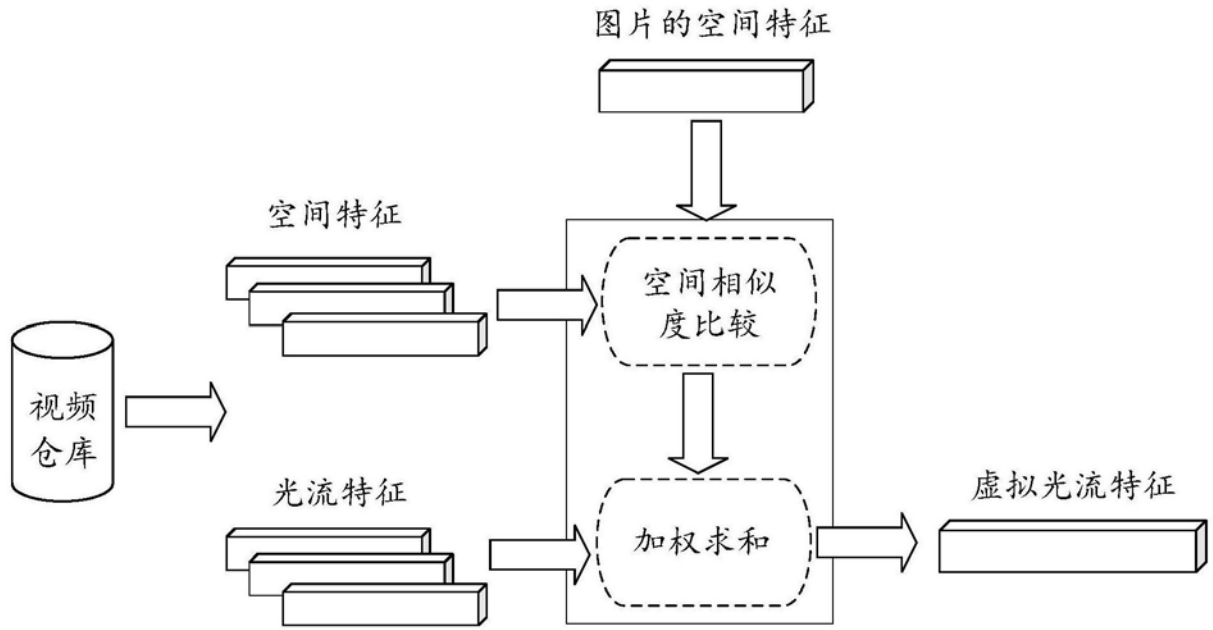 图片的空间特征
空间特征
空间相似
度比较
视频
仓库
光流特征
加权求和
虚拟光流特征